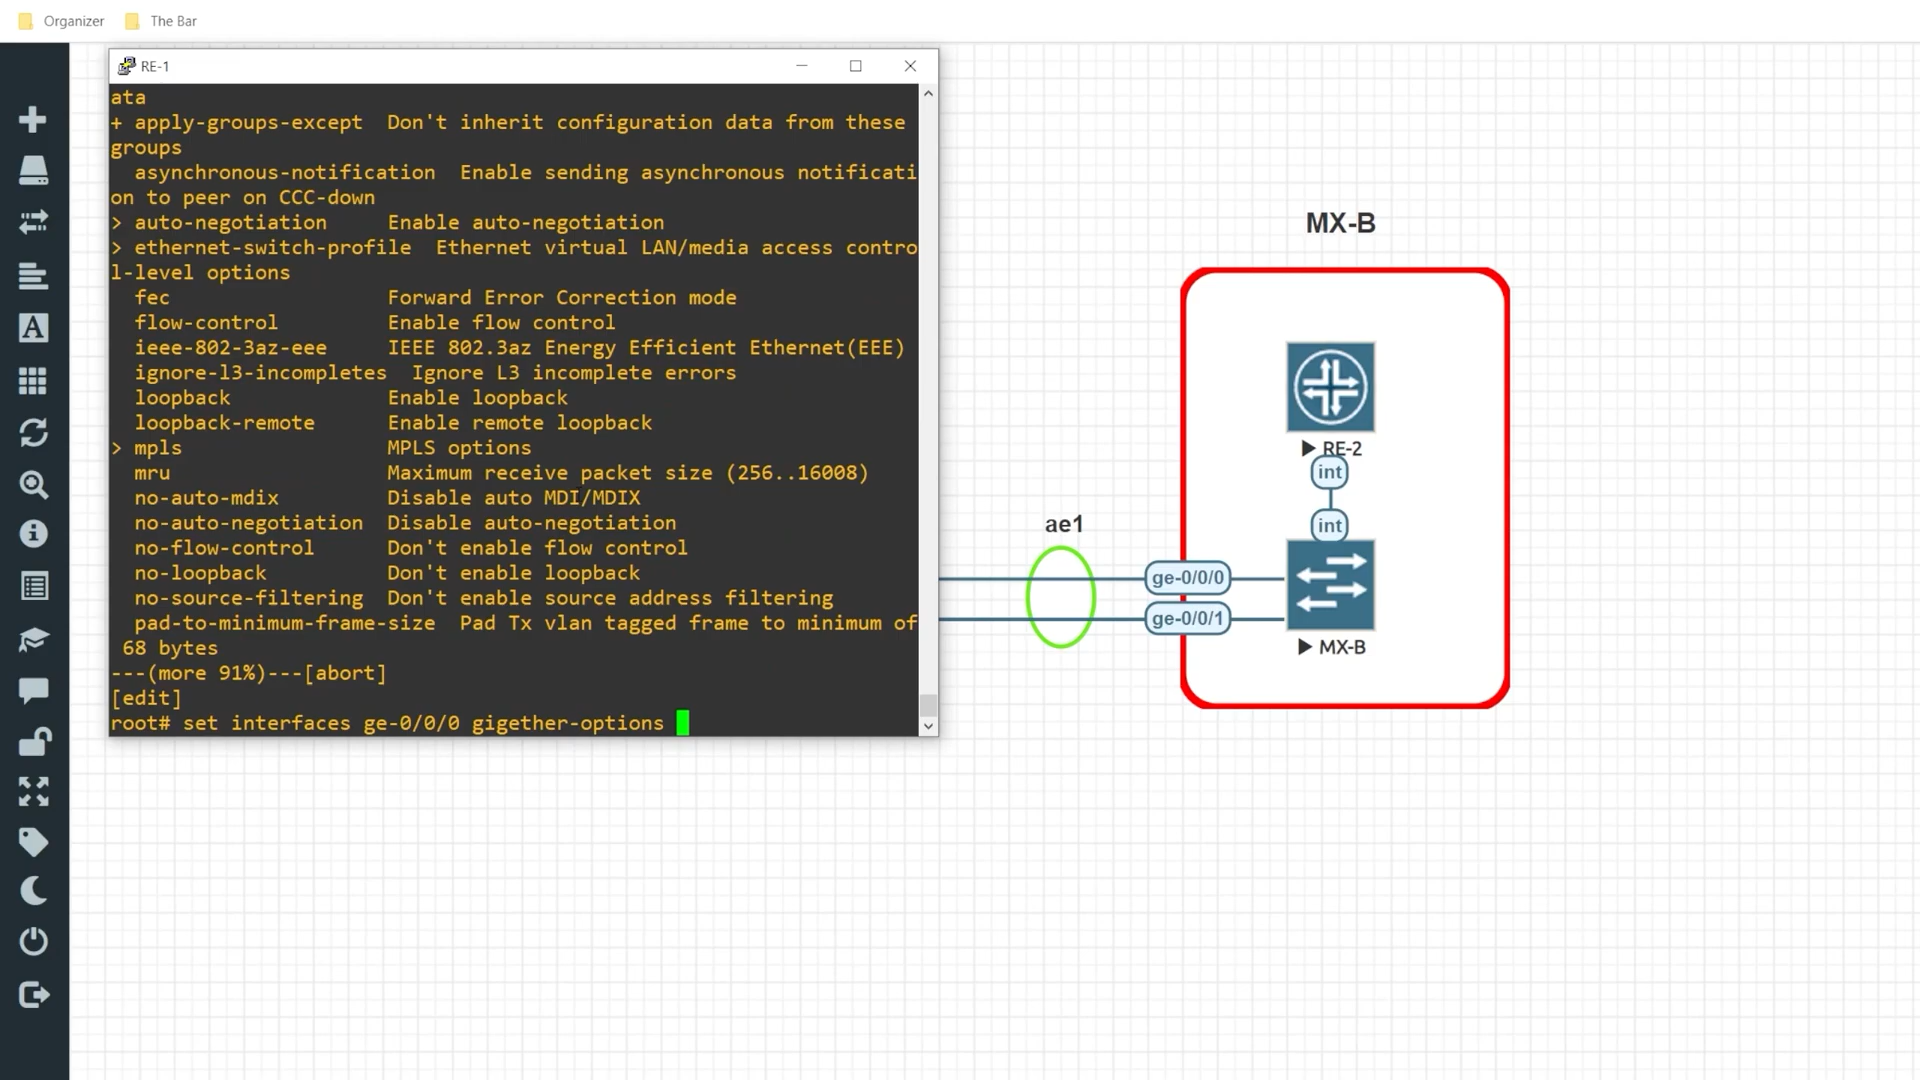 Organizer
The Bar
RE-1
ata
+ apply-groups-except  Don't inherit configuration data from these
groups
  asynchronous-notification  Enable sending asynchronous notificati
on to peer on CCC-down
> auto-negotiation     Enable auto-negotiation
> ethernet-switch-profile  Ethernet virtual LAN/media access contro
l-level options
  fec                  Forward Error Correction mode
  flow-control         Enable flow control
  ieee-802-3az-eee     IEEE 802.3az Energy Efficient Ethernet(EEE)
  ignore-l3-incompletes  Ignore L3 incomplete errors
  loopback             Enable loopback
  loopback-remote      Enable remote loopback
> mpls                 MPLS options
  mru                  Maximum receive packet size (256..16008)
  no-auto-mdix         Disable auto MDI/MDIX
  no-auto-negotiation  Disable auto-negotiation
  no-flow-control      Don't enable flow control
  no-loopback          Don't enable loopback
  no-source-filtering  Don't enable source address filtering
  pad-to-minimum-frame-size  Pad Tx vlan tagged frame to minimum of
 68 bytes
---(more 91%)---[abort]
[edit]
root# set interfaces ge-0/0/0 gigether-options
MX-B
RE-2
int
int
ae1
ge-0/0/0
ge-0/0/1
MX-B